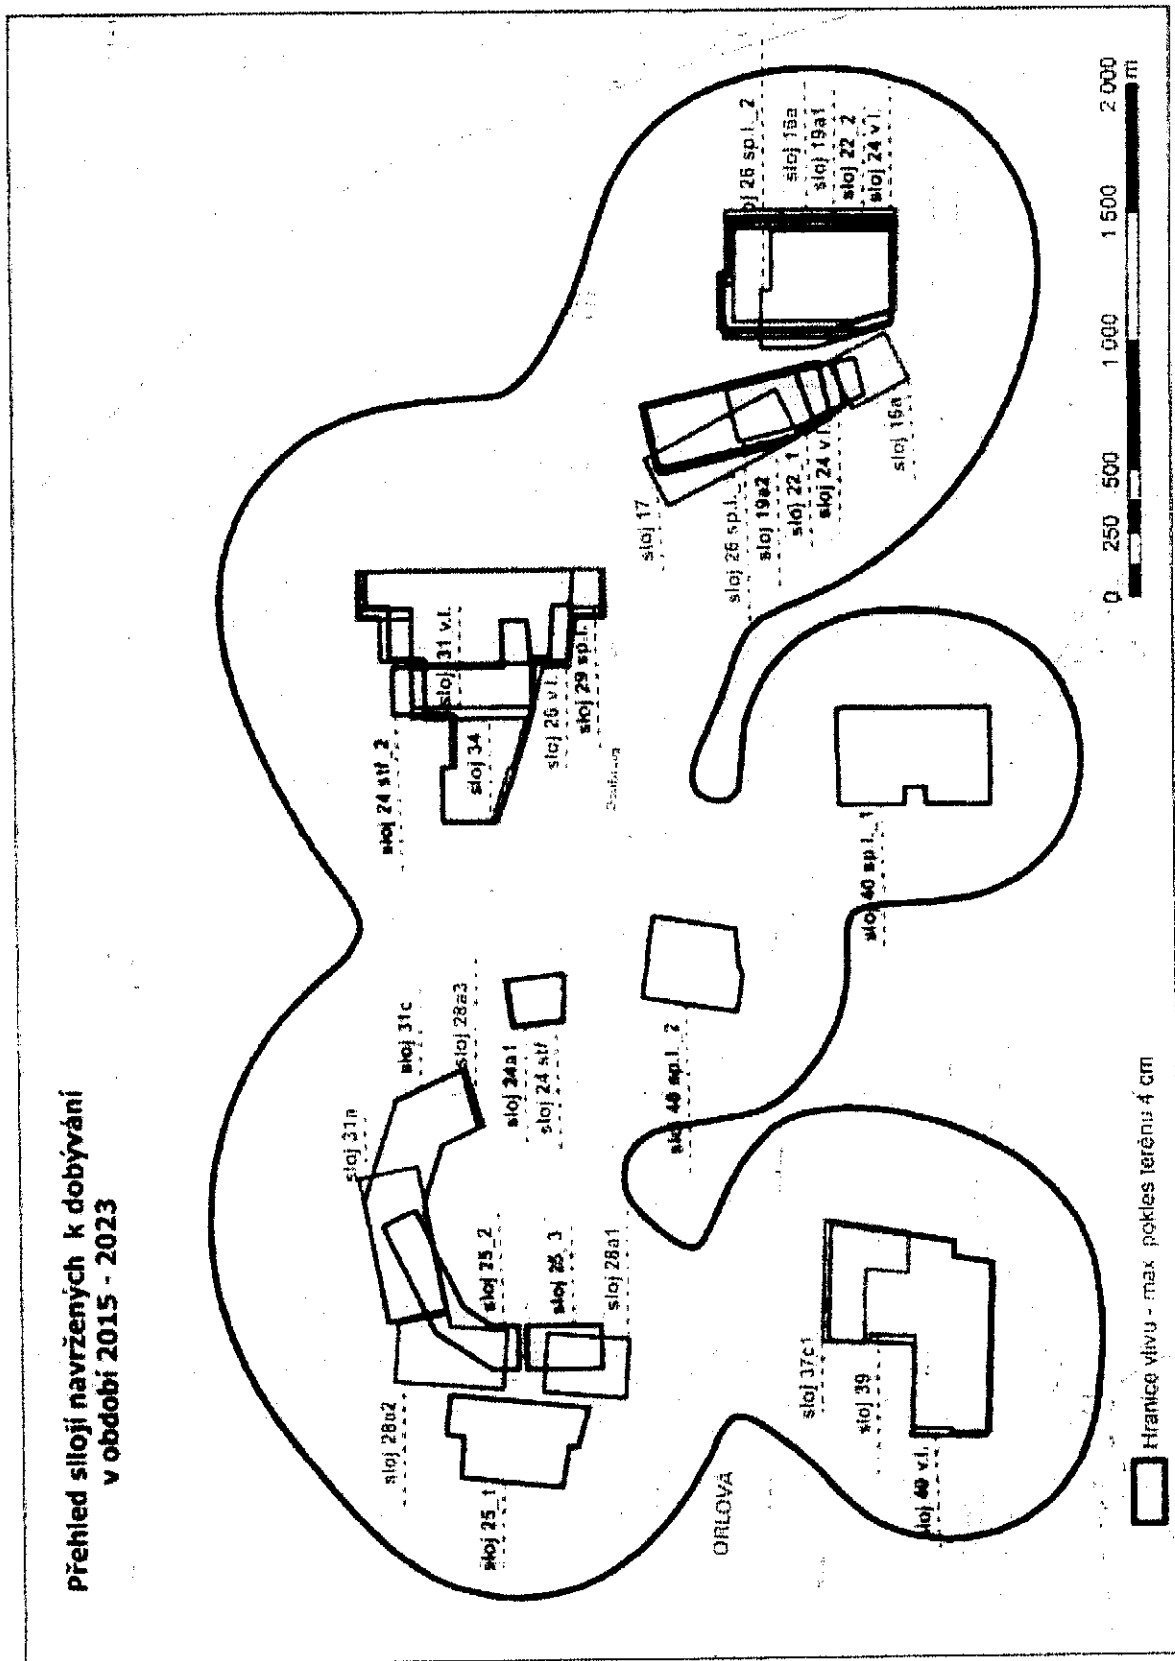 Přehled slojí navržených k dobývání
v období 2015 - 2023
sloj 31a
sloj 31c
sloj 28a3
sloj 28a2
sloj 25_1
sloj 25_2
sloj 25_3
sloj 28a1
sloj 24a1
sloj 24 stř
sloj 24 stř_2
sloj 31 v.l.
sloj 34
sloj 26 v.l.
sloj 29 sp.l.
sloj 17
sloj 26 sp.l._
sloj 19a2
sloj 22_1
sloj 24 v.l.
sloj 16a
oj 26 sp.l._2
sloj 18a
sloj 19a1
sloj 22_2
sloj 24 v.l.
sloj 40 sp.l._2
sloj 40 sp.l._1
ORLOVÁ
sloj 37c1
sloj 39
sloj 40 v.l.
0 250 500 1 000 1 500 2 000
m
Hranice vlivu - max. pokles terénu 4 cm